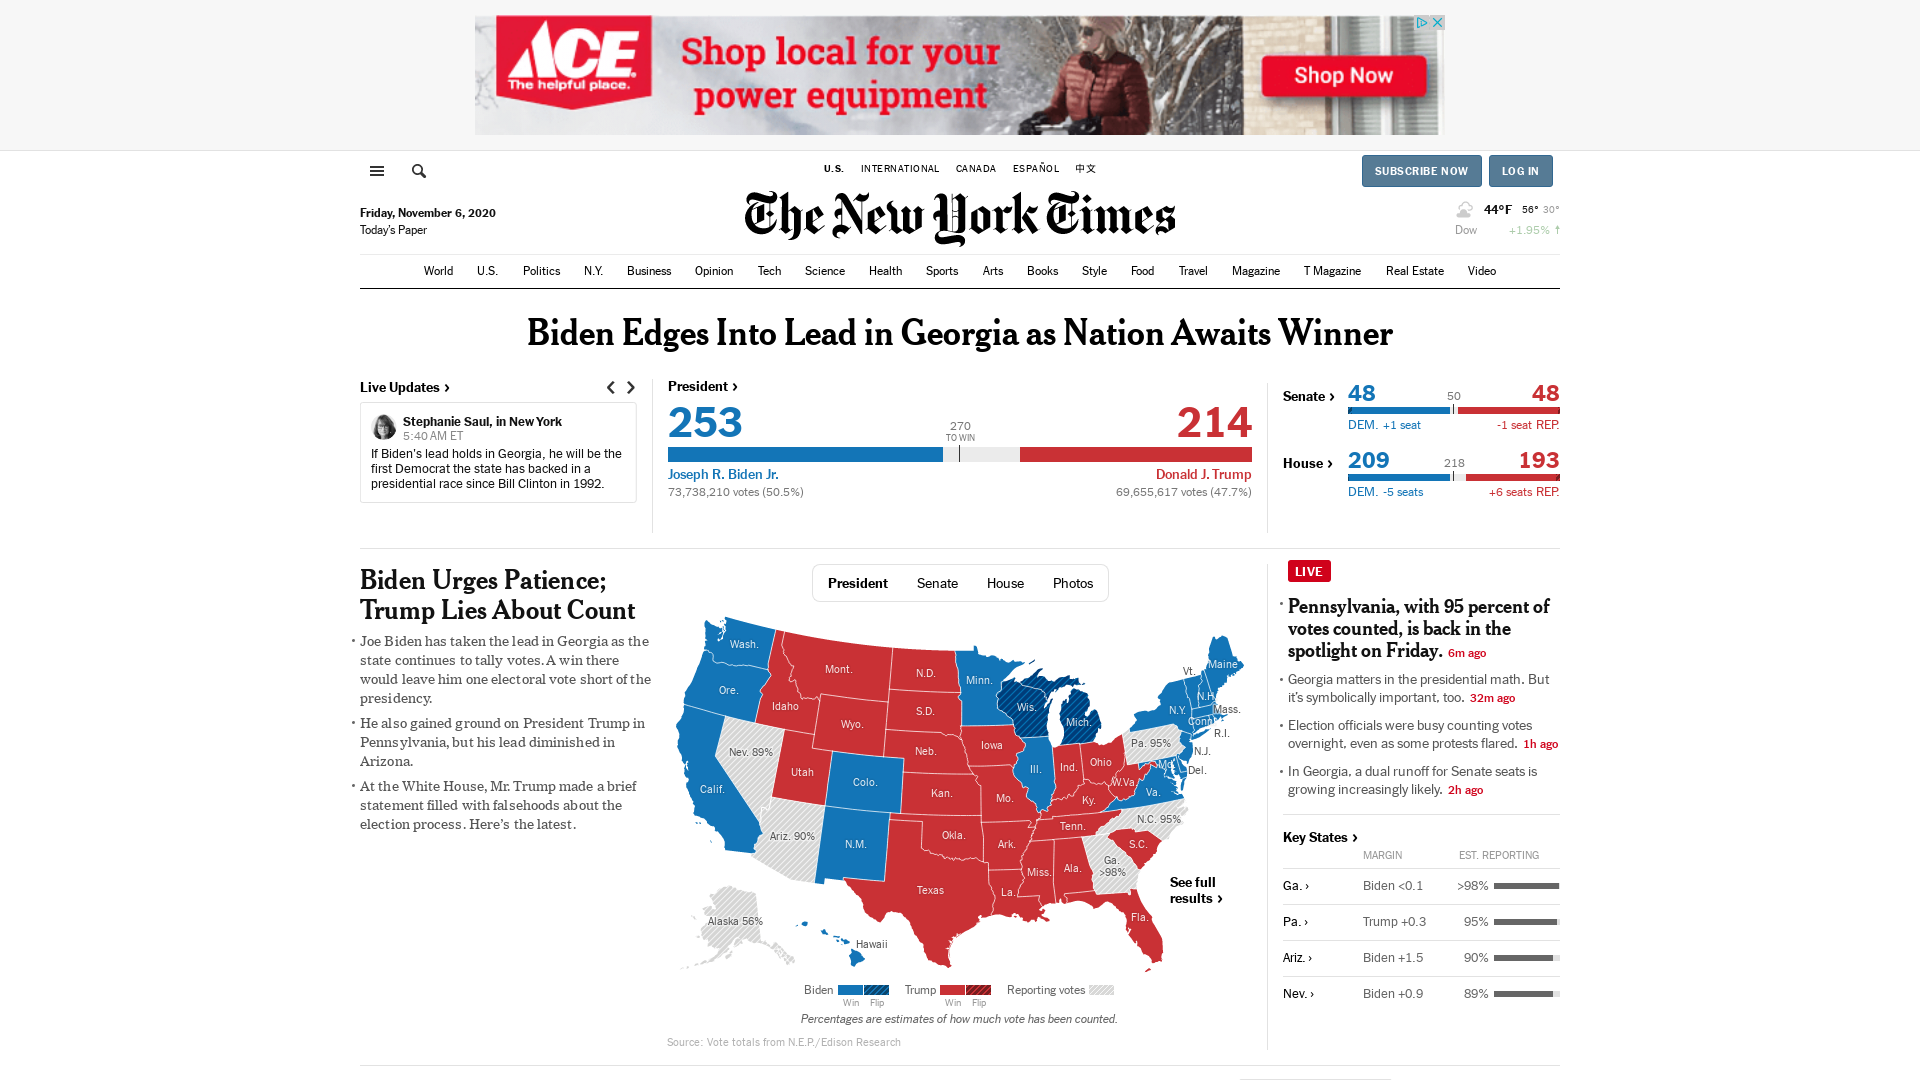 ACE
The helpful place.
Shop local for your
power equipment
Shop Now
U.S. INTERNATIONAL CANADA ESPAÑOL 中文
SUBSCRIBE NOW LOG IN
Friday, November 6, 2020
Today's Paper
The New York Times
44°F 56° 30°
Dow +1.95% ↑
World U.S. Politics N.Y. Business Opinion Tech Science Health Sports Arts Books Style Food Travel Magazine T Magazine Real Estate Video
Biden Edges Into Lead in Georgia as Nation Awaits Winner
Live Updates ›
Stephanie Saul, in New York
5:40 AM ET
If Biden's lead holds in Georgia, he will be the
first Democrat the state has backed in a
presidential race since Bill Clinton in 1992.
President ›
253 270 214
TO WIN
Joseph R. Biden Jr. Donald J. Trump
73,738,210 votes (50.5%) 69,655,617 votes (47.7%)
Senate › 48 50 48
DEM. +1 seat -1 seat REP.
House › 209 218 193
DEM. -5 seats +6 seats REP.
Biden Urges Patience;
Trump Lies About Count
• Joe Biden has taken the lead in Georgia as the
state continues to tally votes. A win there
would leave him one electoral vote short of the
presidency.
• He also gained ground on President Trump in
Pennsylvania, but his lead diminished in
Arizona.
• At the White House, Mr. Trump made a brief
statement filled with falsehoods about the
election process. Here's the latest.
President Senate House Photos
Wash.
Mont.
N.D.
Minn.
Vt.
Maine
Ore.
Idaho
S.D.
Wis.
Mich.
N.H.
N.Y.
Mass.
Wyo.
Conn.
R.I.
Nev. 89%
Neb.
Iowa
Pa. 95%
N.J.
Utah
Colo.
Ill.
Ind.
Ohio
Md.
Del.
Calif.
Kan.
Mo.
W.Va.
Ky.
Va.
Ariz. 90%
N.M.
Okla.
Ark.
Tenn.
N.C. 95%
S.C.
Texas
La.
Miss.
Ala.
Ga.
>98%
Fla.
Alaska 56%
Hawaii
See full
results ›
Biden Trump Reporting votes
Win Flip Win Flip
Percentages are estimates of how much vote has been counted.
Source: Vote totals from N.E.P./Edison Research
LIVE
• Pennsylvania, with 95 percent of
votes counted, is back in the
spotlight on Friday. 6m ago
• Georgia matters in the presidential math. But
it's symbolically important, too. 32m ago
• Election officials were busy counting votes
overnight, even as some protests flared. 1h ago
• In Georgia, a dual runoff for Senate seats is
growing increasingly likely. 2h ago
Key States ›
MARGIN EST. REPORTING
Ga. › Biden <0.1 >98%
Pa. › Trump +0.3 95%
Ariz. › Biden +1.5 90%
Nev. › Biden +0.9 89%